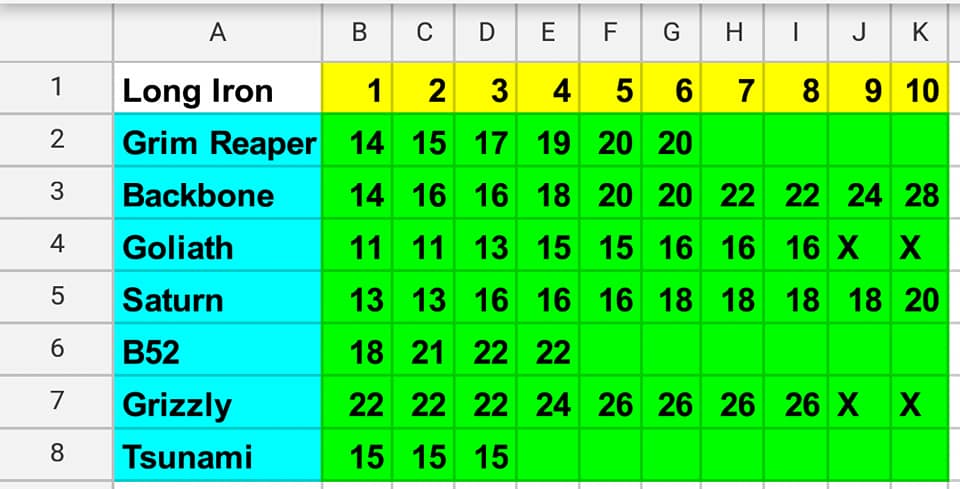 A B C D E F G H I J K
1 Long Iron 1 2 3 4 5 6 7 8 9 10
2 Grim Reaper 14 15 17 19 20 20
3 Backbone 14 16 16 18 20 20 22 22 24 28
4 Goliath 11 11 13 15 15 16 16 16 X X
5 Saturn 13 13 16 16 16 18 18 18 18 20
6 B52 18 21 22 22
7 Grizzly 22 22 22 24 26 26 26 26 X X
8 Tsunami 15 15 15